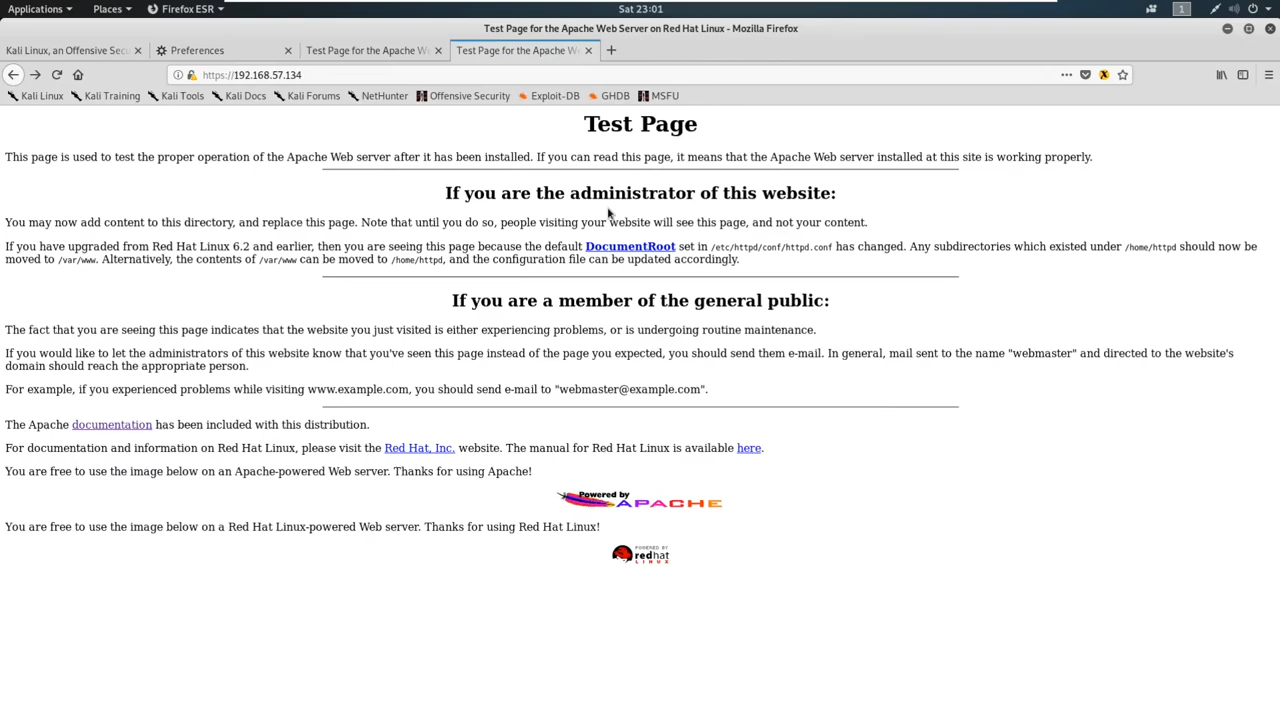 Applications Places Firefox ESR Sat 23:01 1
Test Page for the Apache Web Server on Red Hat Linux - Mozilla Firefox
Kali Linux, an Offensive Sec Preferences Test Page for the Apache W Test Page for the Apache W
https://192.168.57.134
Kali Linux Kali Training Kali Tools Kali Docs Kali Forums NetHunter Offensive Security Exploit-DB GHDB MSFU
Test Page
This page is used to test the proper operation of the Apache Web server after it has been installed. If you can read this page, it means that the Apache Web server installed at this site is working properly.
If you are the administrator of this website:
You may now add content to this directory, and replace this page. Note that until you do so, people visiting your website will see this page, and not your content.
If you have upgraded from Red Hat Linux 6.2 and earlier, then you are seeing this page because the default DocumentRoot set in /etc/httpd/conf/httpd.conf has changed. Any subdirectories which existed under /home/httpd should now be
moved to /var/www. Alternatively, the contents of /var/www can be moved to /home/httpd, and the configuration file can be updated accordingly.
If you are a member of the general public:
The fact that you are seeing this page indicates that the website you just visited is either experiencing problems, or is undergoing routine maintenance.
If you would like to let the administrators of this website know that you've seen this page instead of the page you expected, you should send them e-mail. In general, mail sent to the name "webmaster" and directed to the website's
domain should reach the appropriate person.
For example, if you experienced problems while visiting www.example.com, you should send e-mail to "webmaster@example.com".
The Apache documentation has been included with this distribution.
For documentation and information on Red Hat Linux, please visit the Red Hat, Inc. website. The manual for Red Hat Linux is available here.
You are free to use the image below on an Apache-powered Web server. Thanks for using Apache!
Powered by
APACHE
You are free to use the image below on a Red Hat Linux-powered Web server. Thanks for using Red Hat Linux!
POWERED BY
redhat
LINUX